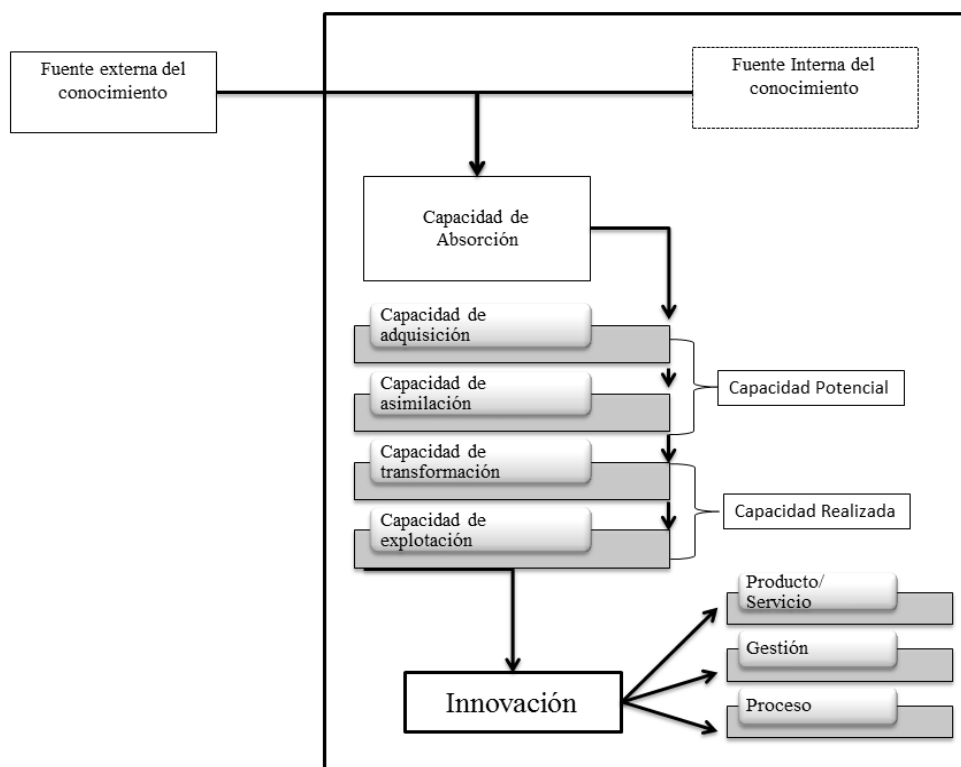 Fuente externa del
conocimiento
Fuente Interna del
conocimiento
Capacidad de
Absorción
Capacidad de
adquisición
Capacidad de
asimilación
Capacidad Potencial
Capacidad de
transformación
Capacidad de
explotación
Capacidad Realizada
Producto/
Servicio
Gestión
Proceso
Innovación